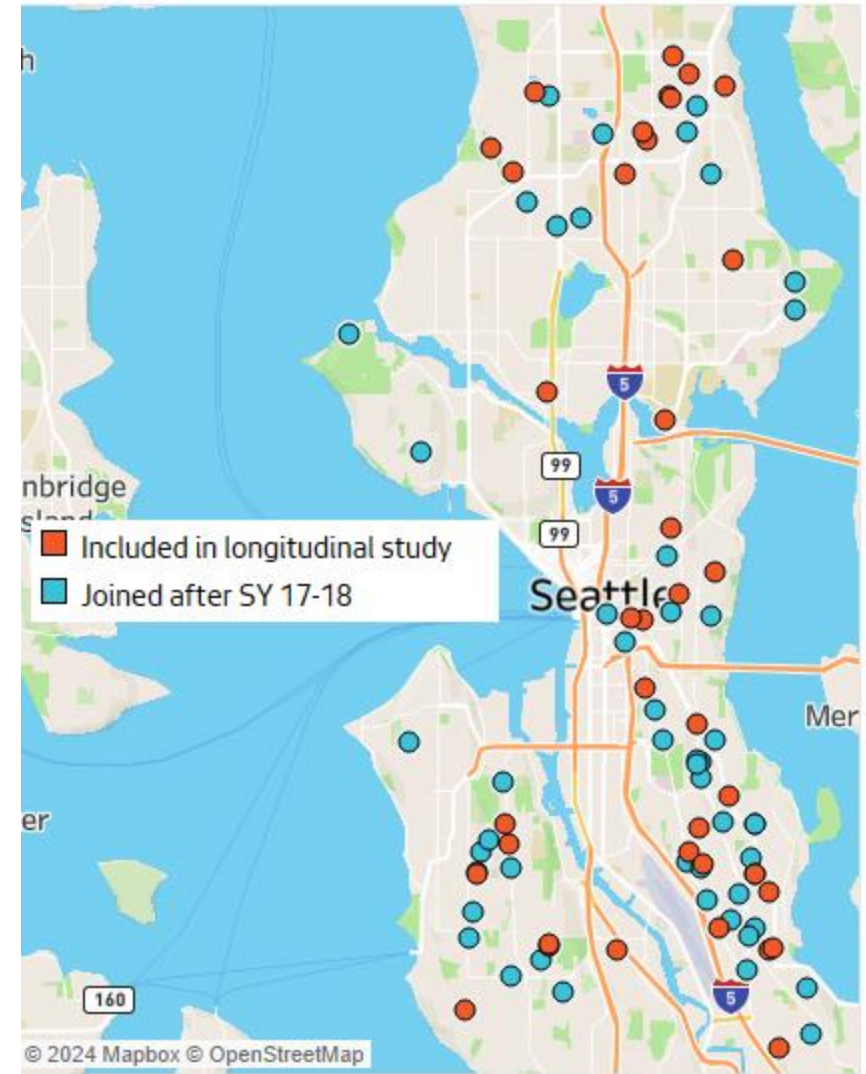 h
5
99
5
nbridge
99
Included in longitudinal study
Joined after SY 17-18
Seattle
Mer
er
5
160
© 2024 Mapbox © OpenStreetMap